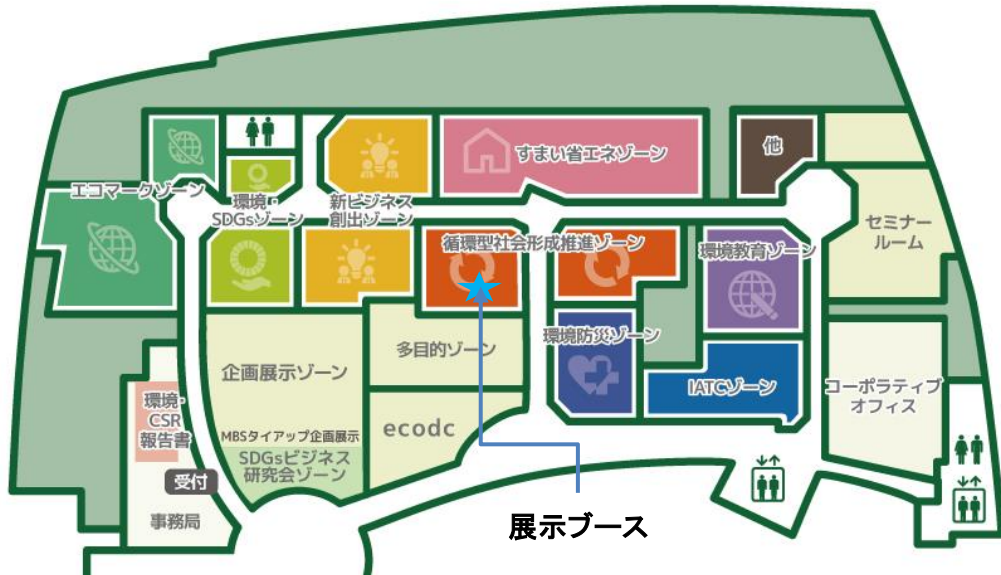 すまい省エネゾーン
他
エコマークゾーン
環境・
SDGsゾーン
新ビジネス
創出ゾーン
循環型社会形成推進ゾーン
環境教育ゾーン
セミナー
ルーム
環境防災ゾーン
多目的ゾーン
企画展示ゾーン
IATCゾーン
コーポラティブ
オフィス
環境・
CSR
報告書
ecodc
MBSタイアップ企画展示
SDGsビジネス
研究会ゾーン
受付
事務局
展示ブース